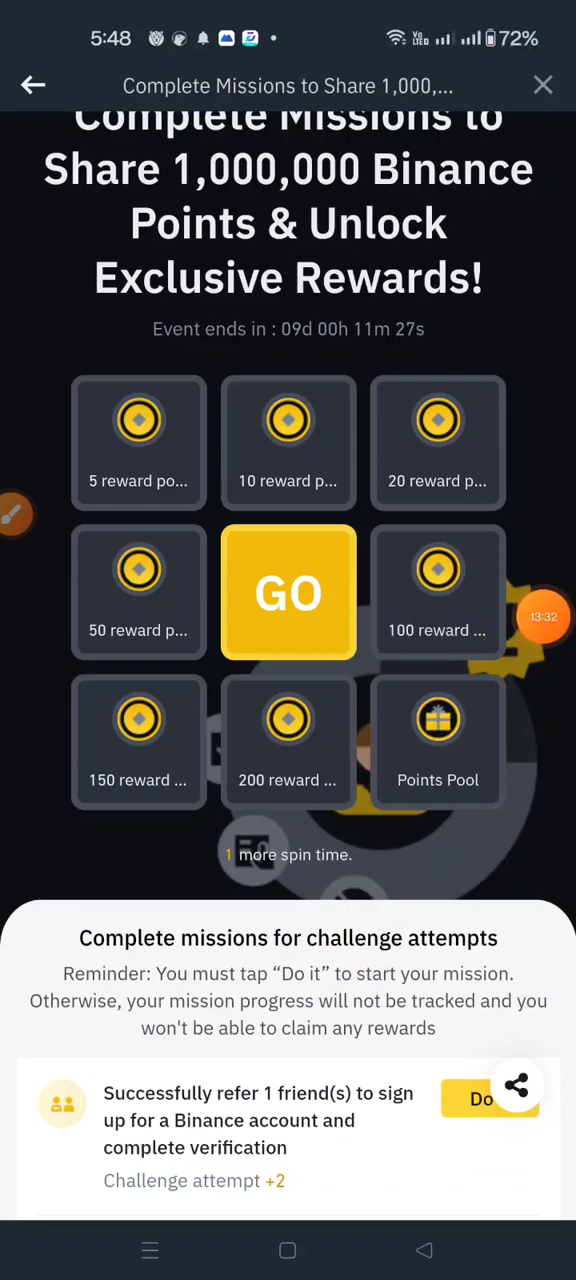 5:48
Vo
LTED
72%
Complete Missions to Share 1,000,...
Complete Missions to
Share 1,000,000 Binance
Points & Unlock
Exclusive Rewards!
Event ends in : 09d 00h 11m 27s
5 reward po...
10 reward p...
20 reward p...
50 reward p...
GO
100 reward ...
13:32
150 reward ...
200 reward ...
Points Pool
1 more spin time.
Complete missions for challenge attempts
Reminder: You must tap “Do it” to start your mission.
Otherwise, your mission progress will not be tracked and you
won't be able to claim any rewards
Successfully refer 1 friend(s) to sign
up for a Binance account and
complete verification
Do
Challenge attempt +2